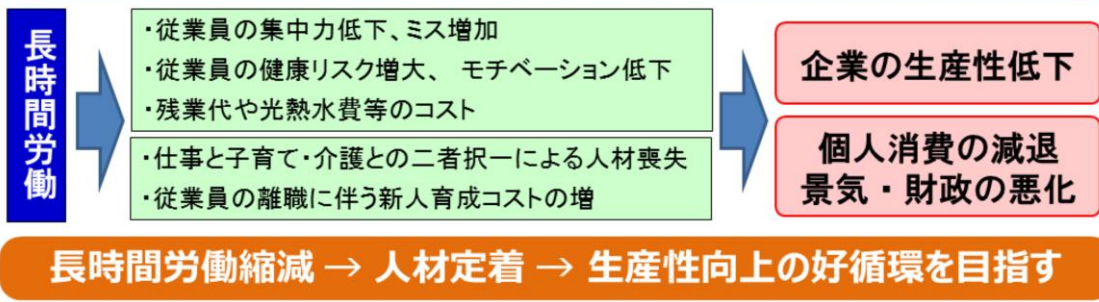 長時間労働
・従業員の集中力低下、ミス増加
・従業員の健康リスク増大、 モチベーション低下
・残業代や光熱水費等のコスト
・仕事と子育て・介護との二者択一による人材喪失
・従業員の離職に伴う新人育成コストの増
企業の生産性低下
個人消費の減退
景気・財政の悪化
長時間労働縮減 → 人材定着 → 生産性向上の好循環を目指す